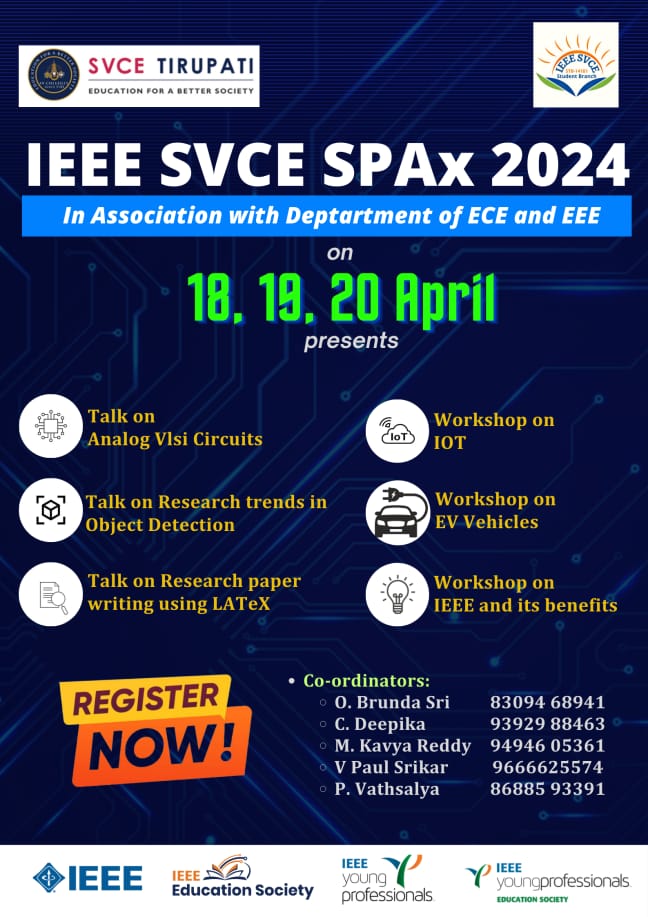 SVCE TIRUPATI
EDUCATION FOR A BETTER SOCIETY
IEEE SVCE
STB-14101
Student Branch
IEEE SVCE SPAx 2024
In Association with Deptartment of ECE and EEE
on
18, 19, 20 April
presents
Talk on
Analog Vlsi Circuits
Workshop on
IOT
IoT
Talk on Research trends in
Object Detection
Workshop on
EV Vehicles
Talk on Research paper
writing using LATeX
Workshop on
IEEE and its benefits
REGISTER
NOW!
• Co-ordinators:
○ O. Brunda Sri 83094 68941
○ C. Deepika 93929 88463
○ M. Kavya Reddy 94946 05361
○ V Paul Srikar 9666625574
○ P. Vathsalya 86885 93391
IEEE
IEEE
Education Society
IEEE
young
professionals
IEEE
youngprofessionals
EDUCATION SOCIETY